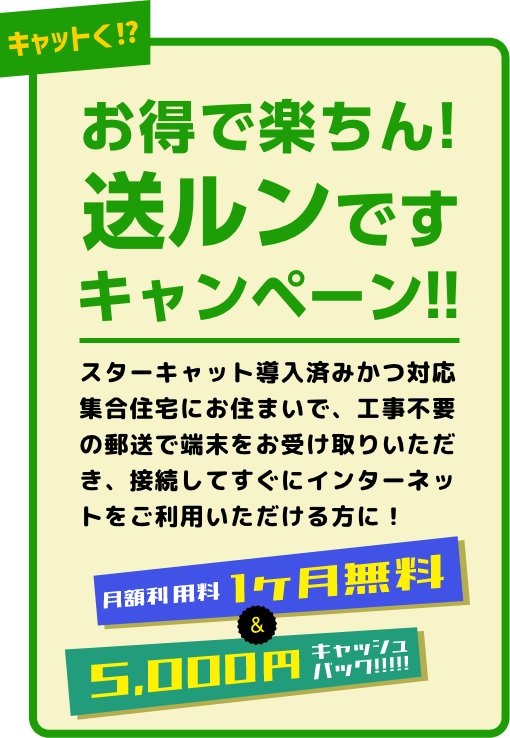 キャットく!?
お得で楽ちん!
送ルンです
キャンペーン!!
スターキャット導入済みかつ対応
集合住宅にお住まいで、工事不要
の郵送で端末をお受け取りいただ
き、接続してすぐにインターネッ
トをご利用いただける方に！
月額利用料 1ヶ月無料
&
5,000円 キャッシュ
バック!!!!!